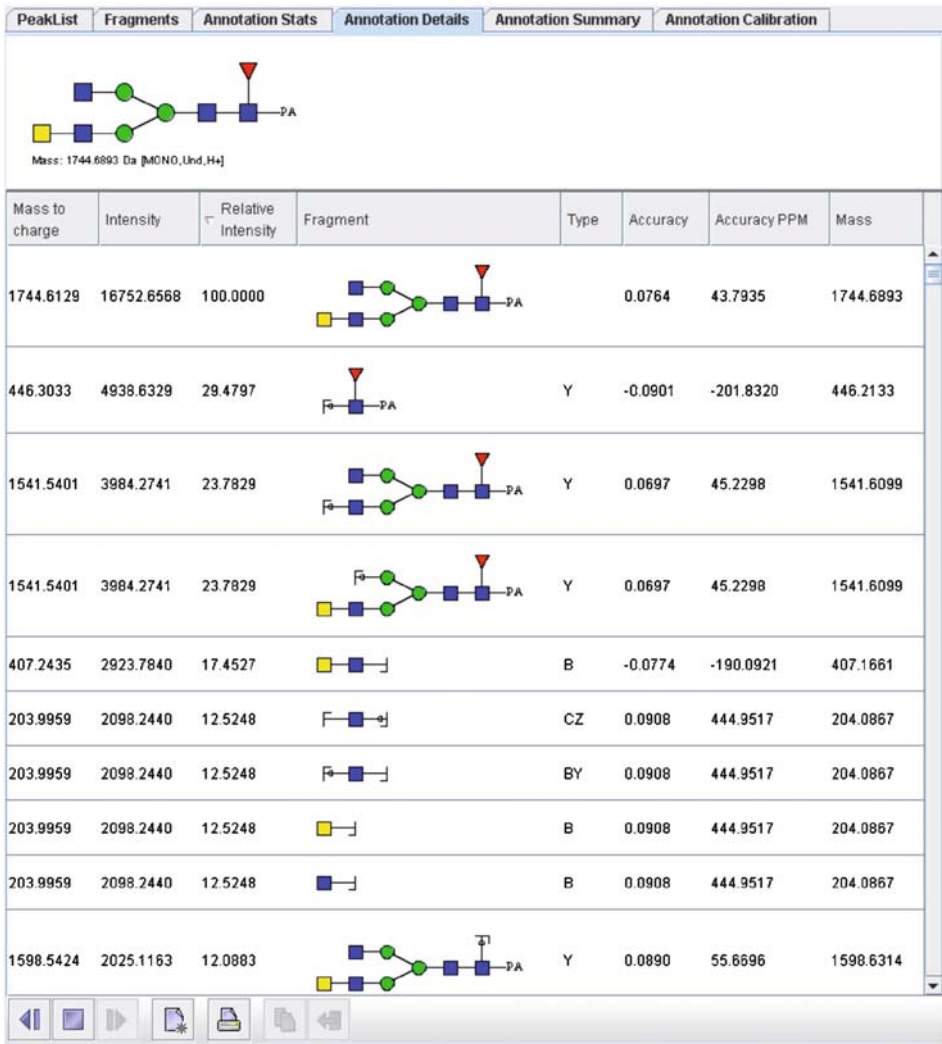 PeakList Fragments Annotation Stats Annotation Details Annotation Summary Annotation Calibration
PA
Mass: 1744.6893 Da [MONO,Und,H+]
Mass to charge Intensity Relative Intensity Fragment Type Accuracy Accuracy PPM Mass
1744.6129 16752.6568 100.0000 PA 0.0764 43.7935 1744.6893
446.3033 4938.6329 29.4797 PA Y -0.0901 -201.8320 446.2133
1541.5401 3984.2741 23.7829 PA Y 0.0697 45.2298 1541.6099
1541.5401 3984.2741 23.7829 PA Y 0.0697 45.2298 1541.6099
407.2435 2923.7840 17.4527 B -0.0774 -190.0921 407.1661
203.9959 2098.2440 12.5248 CZ 0.0908 444.9517 204.0867
203.9959 2098.2440 12.5248 BY 0.0908 444.9517 204.0867
203.9959 2098.2440 12.5248 B 0.0908 444.9517 204.0867
203.9959 2098.2440 12.5248 B 0.0908 444.9517 204.0867
1598.5424 2025.1163 12.0883 PA Y 0.0890 55.6696 1598.6314